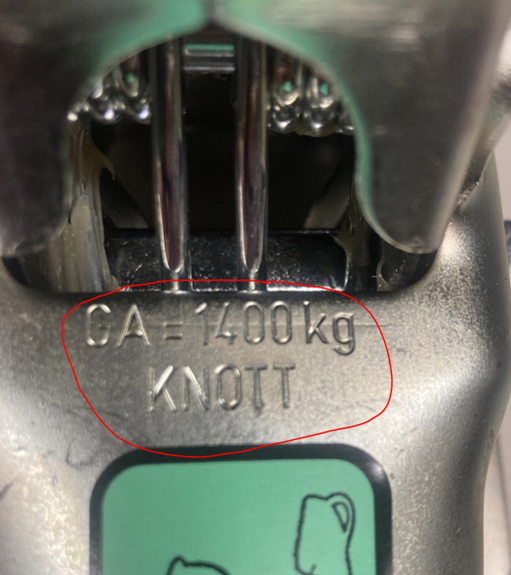 GA = 1400 kg
KNOTT